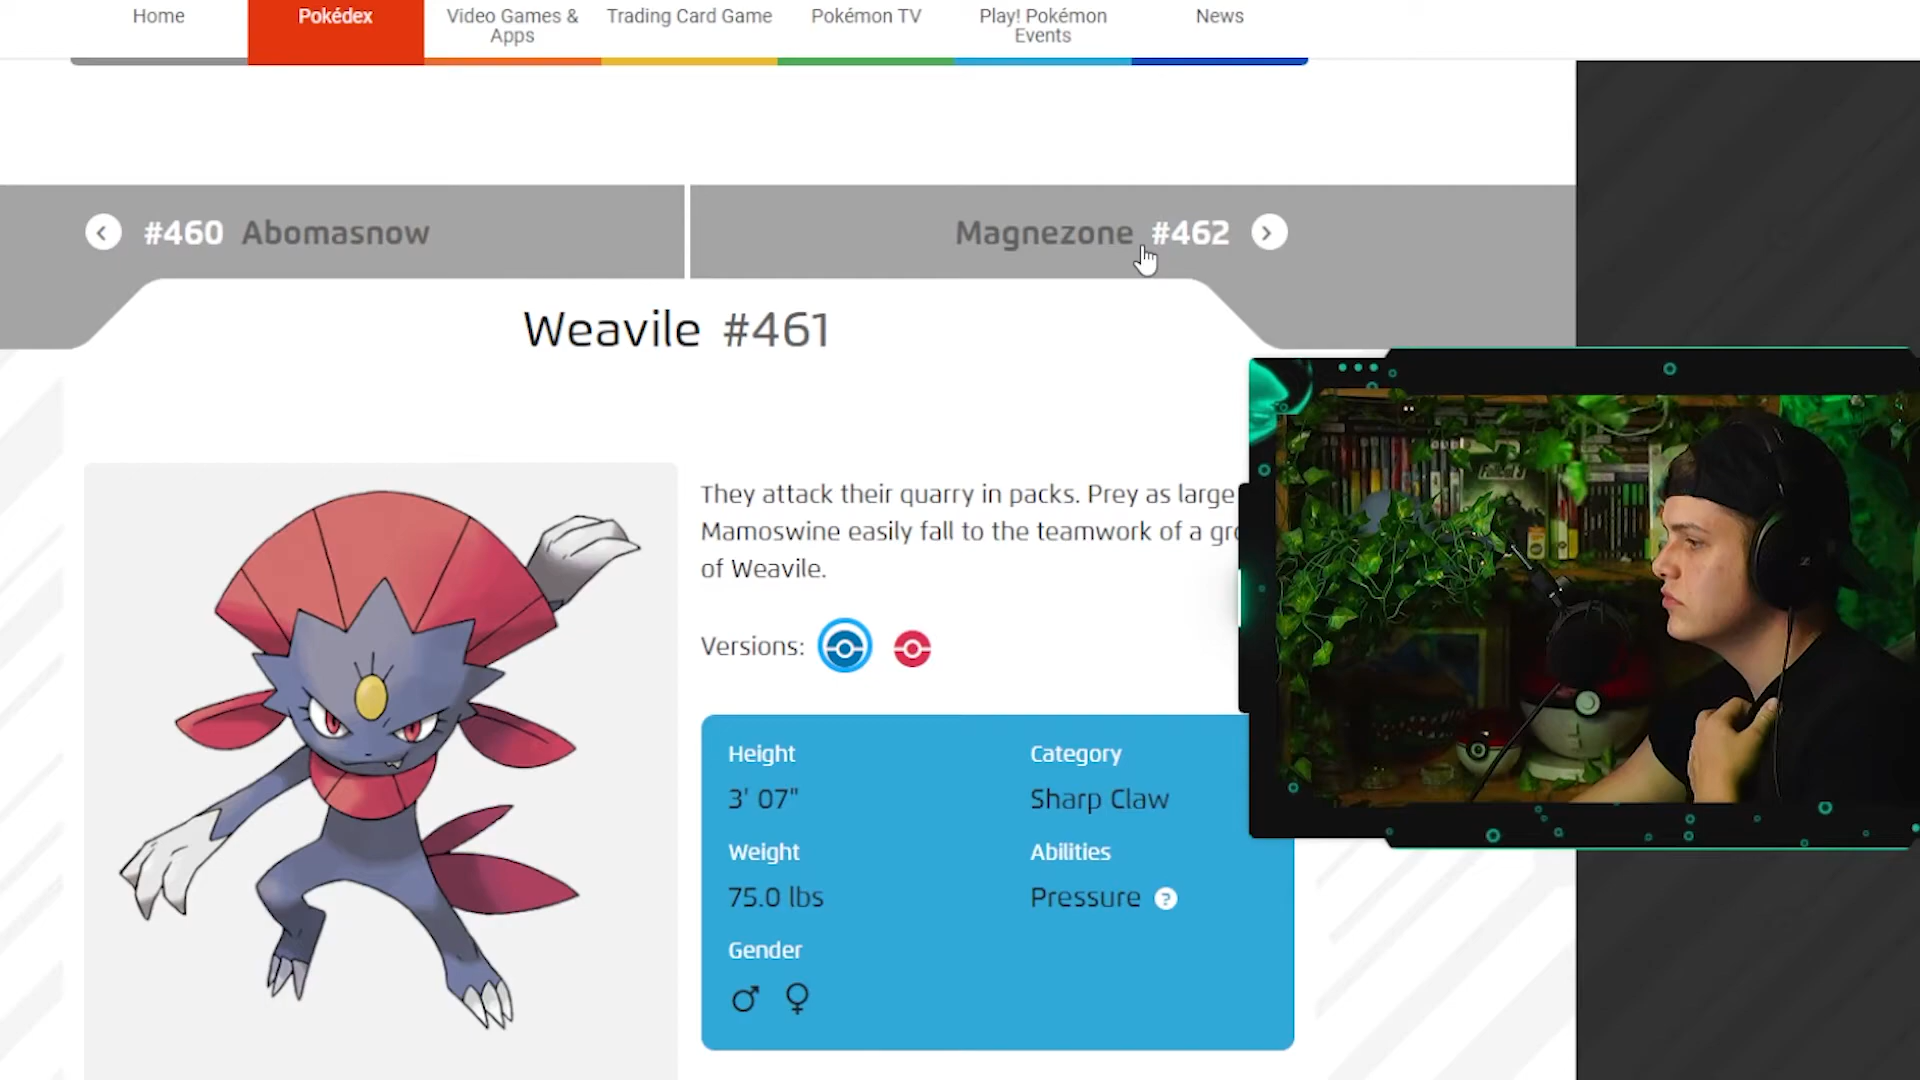 Home
Pokédex
Video Games &
Apps
Trading Card Game
Pokémon TV
Play! Pokémon
Events
News
#460 Abomasnow
Magnezone #462
Weavile #461
They attack their quarry in packs. Prey as large
Mamoswine easily fall to the teamwork of a
of Weavile.
Versions:
Height
3' 07"
Category
Sharp Claw
Weight
75.0 lbs
Abilities
Pressure ?
Gender